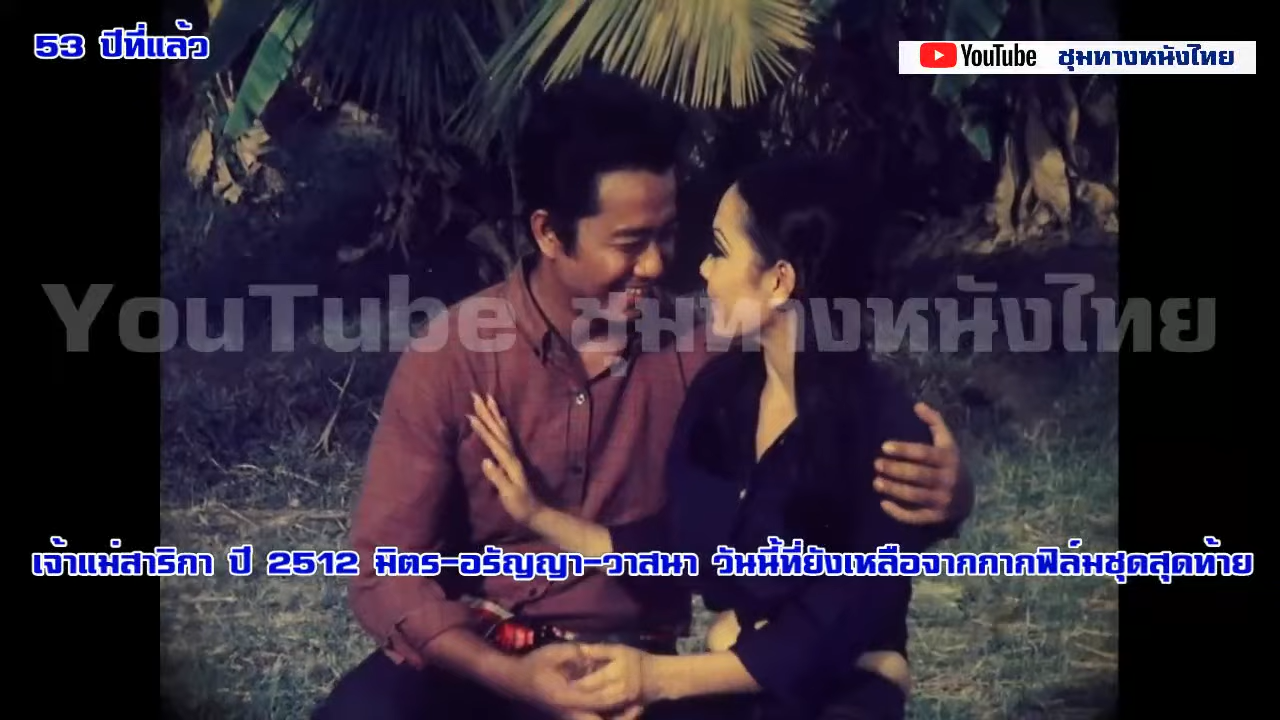 53 ปีที่แล้ว
YouTube ชุมทางหนังไทย
YouTube ชุมทางหนังไทย
เจ้าแม่สาริกา ปี 2512 มิตร-อรัญญา-วาสนา วันนี้ที่ยังเหลือจากกากฟิล์มชุดสุดท้าย